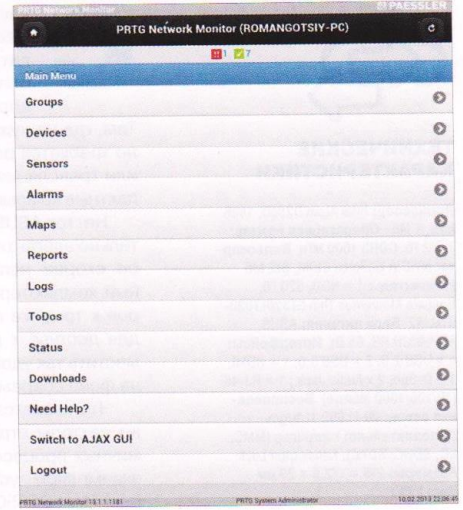 PRTG Network Monitor PAESSLER
PRTG Network Monitor (ROMANGOTSIY-PC)
!! 1 7
Main Menu
Groups
Devices
Sensors
Alarms
Maps
Reports
Logs
ToDos
Status
Downloads
Need Help?
Switch to AJAX GUI
Logout
PRTG Network Monitor 13.1.1.1181 PRTG System Administrator 10.02.2013 22:06:45